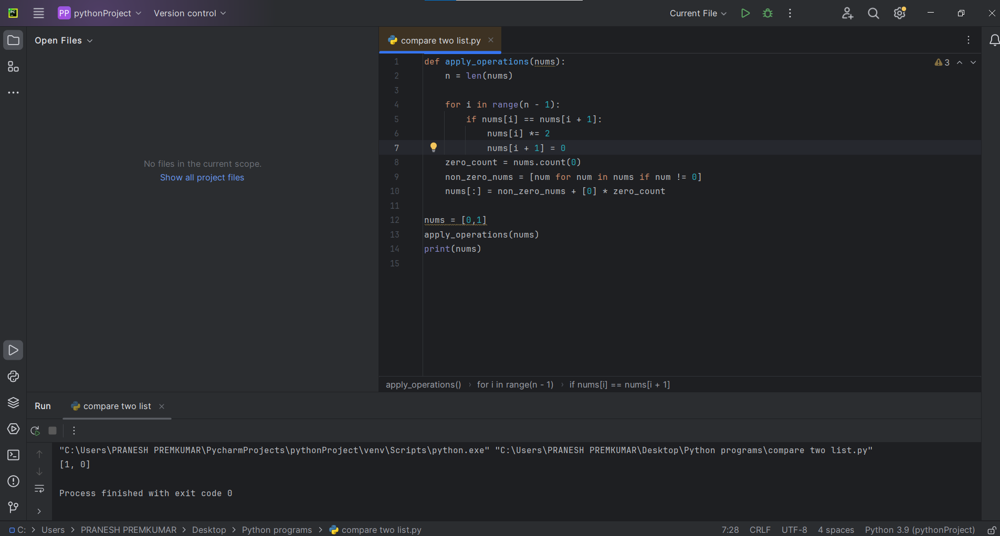 PC
PP pythonProject Version control Current File
Open Files
compare two list.py
3
No files in the current scope.
Show all project files
1 def apply_operations(nums):
2     n = len(nums)
3
4     for i in range(n - 1):
5         if nums[i] == nums[i + 1]:
6             nums[i] *= 2
7             nums[i + 1] = 0
8     zero_count = nums.count(0)
9     non_zero_nums = [num for num in nums if num != 0]
10     nums[:] = non_zero_nums + [0] * zero_count
11
12 nums = [0,1]
13 apply_operations(nums)
14 print(nums)
15
apply_operations() › for i in range(n - 1) › if nums[i] == nums[i + 1]
Run compare two list
"C:\Users\PRANESH PREMKUMAR\PycharmProjects\pythonProject\venv\Scripts\python.exe" "C:\Users\PRANESH PREMKUMAR\Desktop\Python programs\compare two list.py"
[1, 0]
Process finished with exit code 0
C: > Users > PRANESH PREMKUMAR > Desktop > Python programs > compare two list.py 7:28 CRLF UTF-8 4 spaces Python 3.9 (pythonProject)